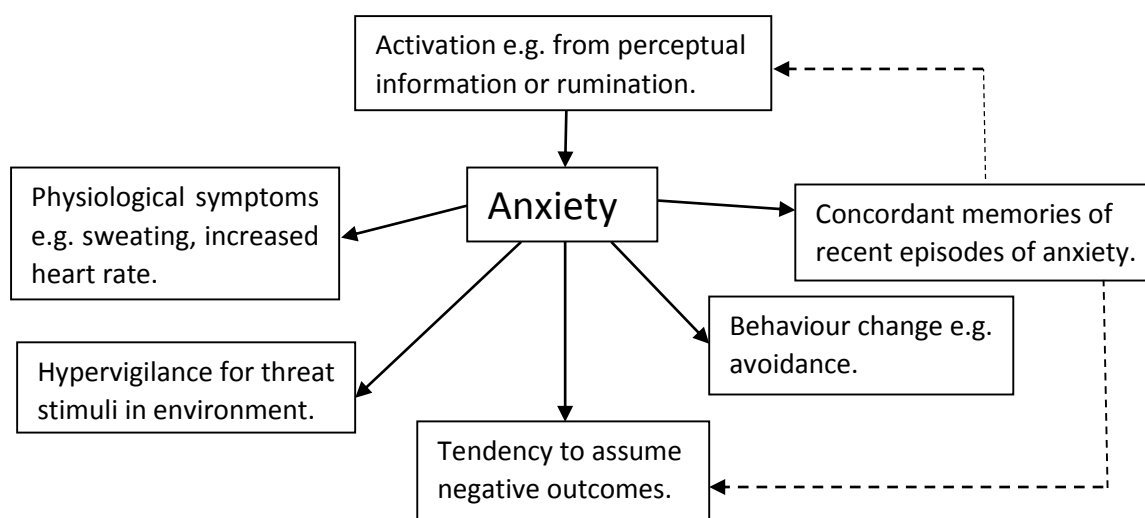 Activation e.g. from perceptual
information or rumination.
Anxiety
Physiological symptoms
e.g. sweating, increased
heart rate.
Concordant memories of
recent episodes of anxiety.
Behaviour change e.g.
avoidance.
Hypervigilance for threat
stimuli in environment.
Tendency to assume
negative outcomes.